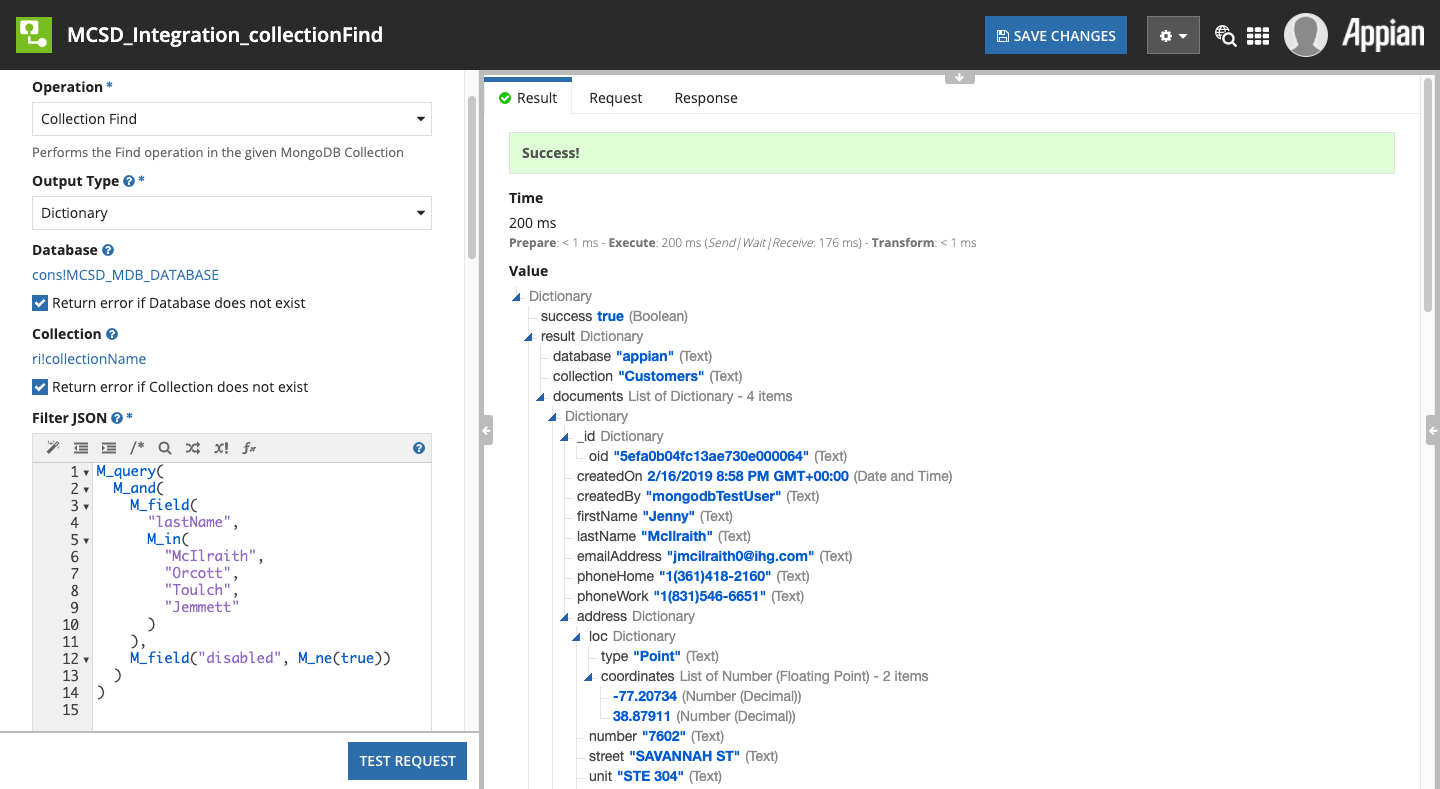 MCSD_Integration_collectionFind
SAVE CHANGES
Appian
Operation *
Collection Find
Performs the Find operation in the given MongoDB Collection
Output Type ? *
Dictionary
Database ?
cons!MCSD_MDB_DATABASE
Return error if Database does not exist
Collection ?
ri!collectionName
Return error if Collection does not exist
Filter JSON ? *
/* x! fx ?
1 M_query(
2 M_and(
3 M_field(
4 "lastName",
5 M_in(
6 "McIlraith",
7 "Orcott",
8 "Toulch",
9 "Jemmett"
10 )
11 ),
12 M_field("disabled", M_ne(true))
13 )
14 )
15
TEST REQUEST
Result Request Response
Success!
Time
200 ms
Prepare: < 1 ms - Execute: 200 ms (Send|Wait|Receive: 176 ms) - Transform: < 1 ms
Value
Dictionary
success true (Boolean)
result Dictionary
database "appian" (Text)
collection "Customers" (Text)
documents List of Dictionary - 4 items
Dictionary
_id Dictionary
oid "5efa0b04fc13ae730e000064" (Text)
createdOn 2/16/2019 8:58 PM GMT+00:00 (Date and Time)
createdBy "mongodbTestUser" (Text)
firstName "Jenny" (Text)
lastName "McIlraith" (Text)
emailAddress "jmcilraith0@ihg.com" (Text)
phoneHome "1(361)418-2160" (Text)
phoneWork "1(831)546-6651" (Text)
address Dictionary
loc Dictionary
type "Point" (Text)
coordinates List of Number (Floating Point) - 2 items
-77.20734 (Number (Decimal))
38.87911 (Number (Decimal))
number "7602" (Text)
street "SAVANNAH ST" (Text)
unit "STE 304" (Text)